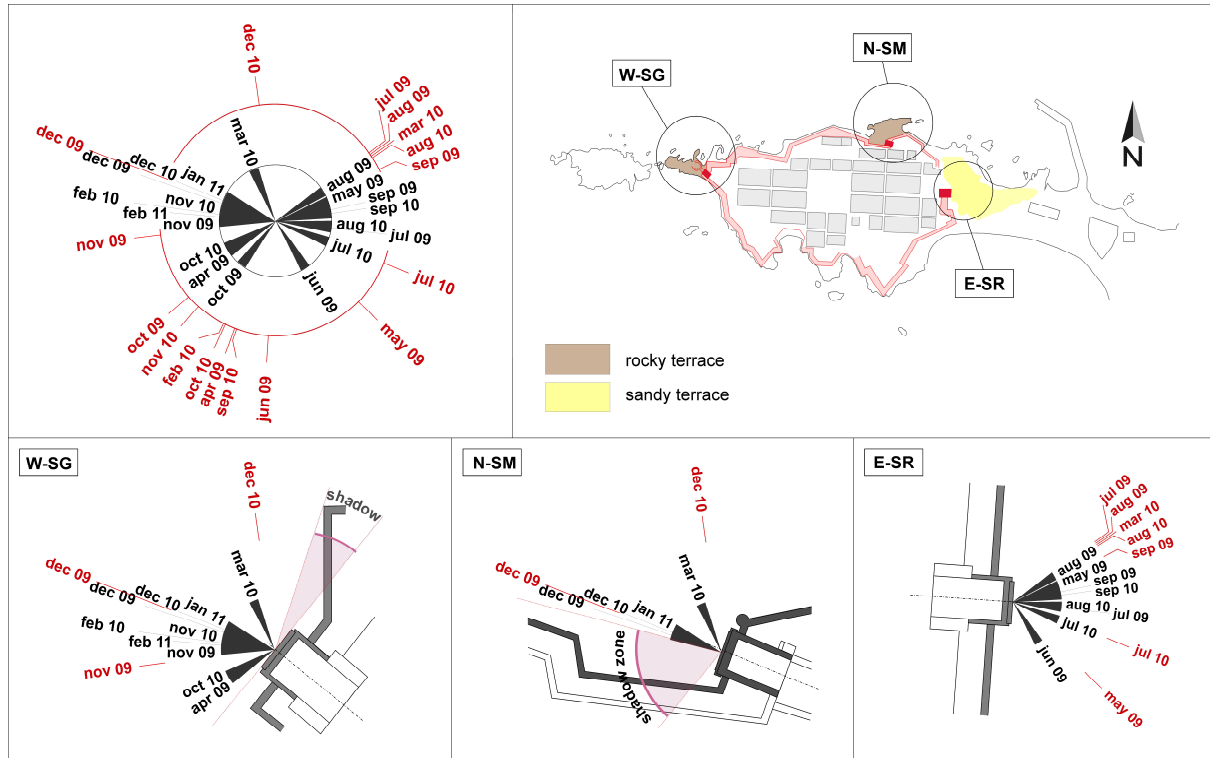 dec 10
jul 09
aug 09
mar 10
aug 10
sep 09
dec 09
dec 09
dec 10
jan 11
feb 10
nov 10
feb 11
nov 09
nov 09
mar 10
aug 09
may 09
sep 09
sep 10
aug 10
jul 09
jul 10
jul 10
oct 10
apr 09
oct 09
jun 09
may 09
oct 09
nov 10
feb 10
oct 10
apr 09
sep 10
jun 09
W-SG
N-SM
E-SR
N
rocky terrace
sandy terrace
W-SG
dec 10
shadow
mar 10
dec 09
dec 09
dec 10
jan 11
feb 10
nov 10
feb 11
nov 09
nov 09
oct 10
apr 09
N-SM
dec 10
mar 10
dec 09
dec 09
dec 10
jan 11
shadow zone
E-SR
jul 09
aug 09
mar 10
aug 10
sep 09
aug 09
may 09
sep 09
sep 10
aug 10
jul 09
jul 10
jul 10
jun 09
may 09